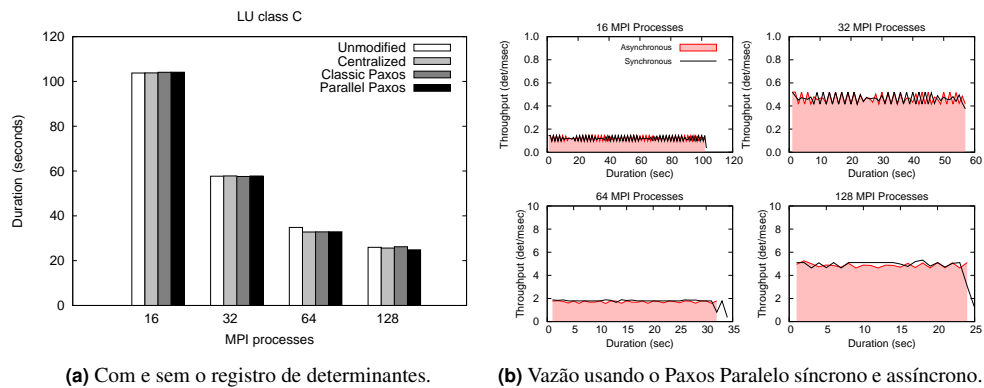 LU class C
120
100
80
60
40
20
0
Duration (seconds)
Unmodified
Centralized
Classic Paxos
Parallel Paxos
16 32 64 128
MPI processes
(a) Com e sem o registro de determinantes.
16 MPI Processes
Throughput (det/msec)
1.0
0.8
0.6
0.4
0.2
0.0
Asynchronous
Synchronous
0 20 40 60 80 100 120
Duration (sec)
32 MPI Processes
Throughput (det/msec)
1.0
0.8
0.6
0.4
0.2
0.0
0 10 20 30 40 50 60
Duration (sec)
64 MPI Processes
Throughput (det/msec)
10
8
6
4
2
0
0 5 10 15 20 25 30 35
Duration (sec)
128 MPI Processes
Throughput (det/msec)
10
8
6
4
2
0
0 5 10 15 20 25
Duration (sec)
(b) Vazão usando o Paxos Paralelo síncrono e assíncrono.